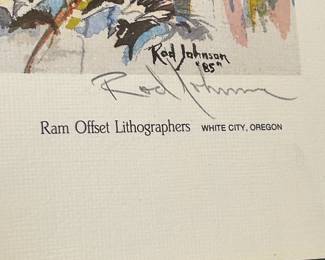 Rod Johnson
"85"
Rod Johnson
Ram Offset Lithographers WHITE CITY, OREGON